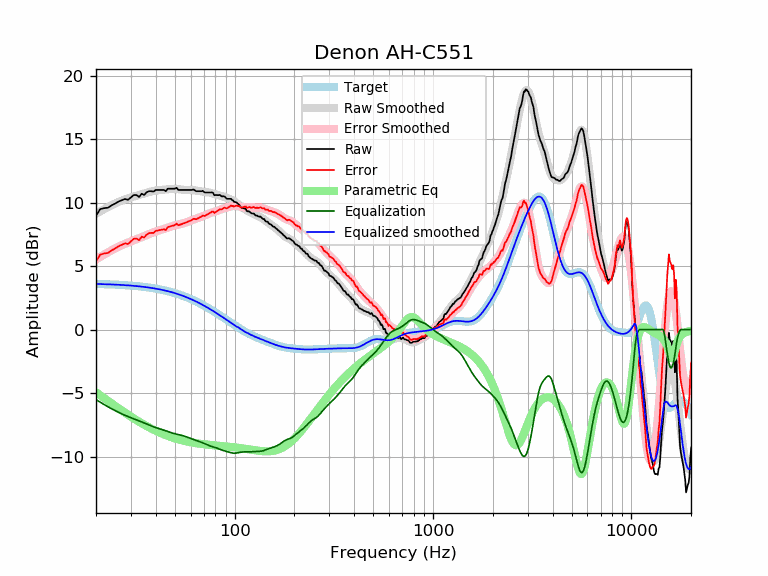 Denon AH-C551
20
15
10
5
0
−5
−10
Amplitude (dBr)
Target
Raw Smoothed
Error Smoothed
Raw
Error
Parametric Eq
Equalization
Equalized smoothed
100
1000
10000
Frequency (Hz)